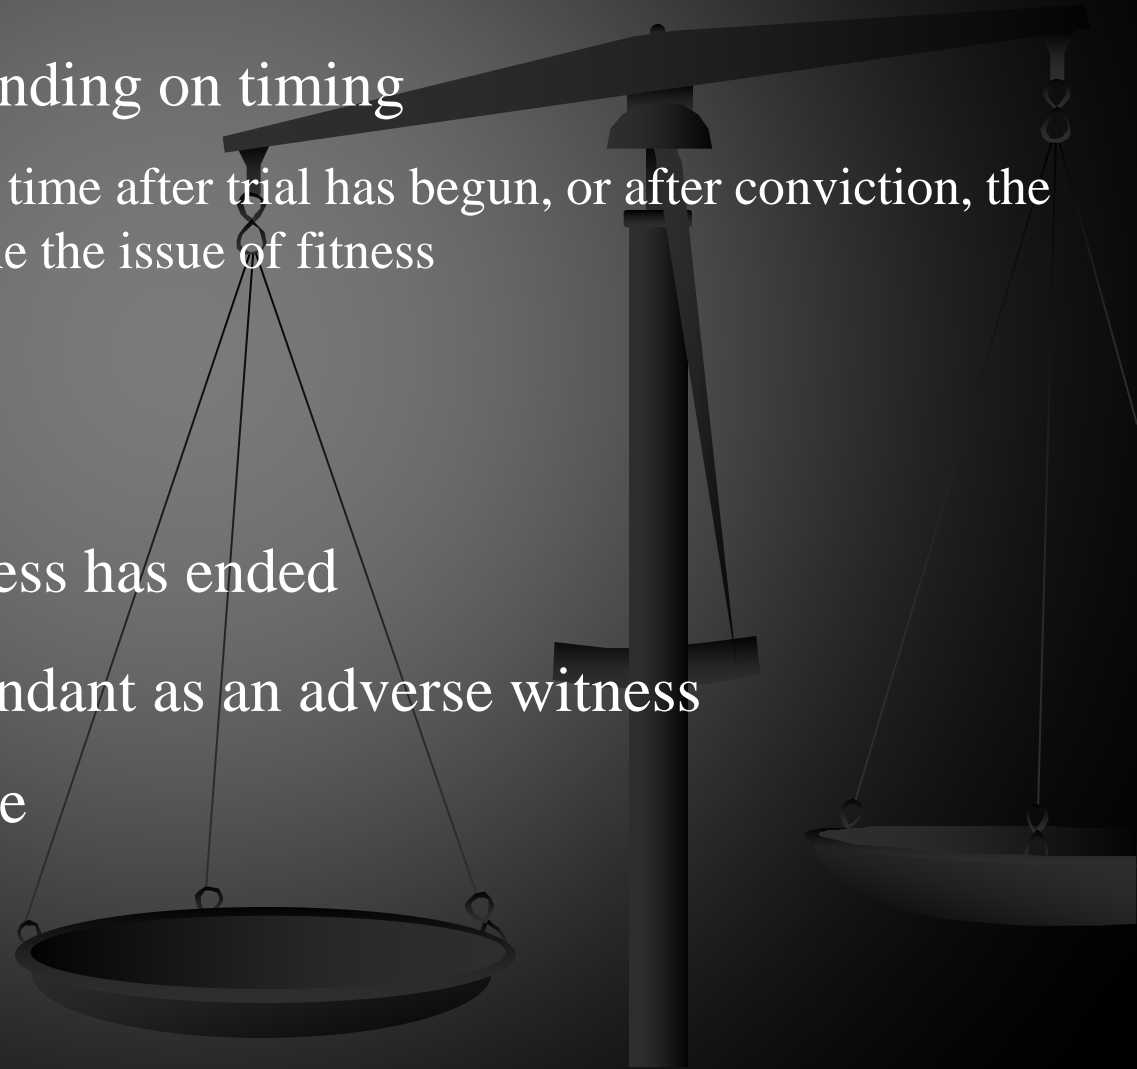 nding on timing
time after trial has begun, or after conviction, the
e the issue of fitness
ess has ended
ndant as an adverse witness
e